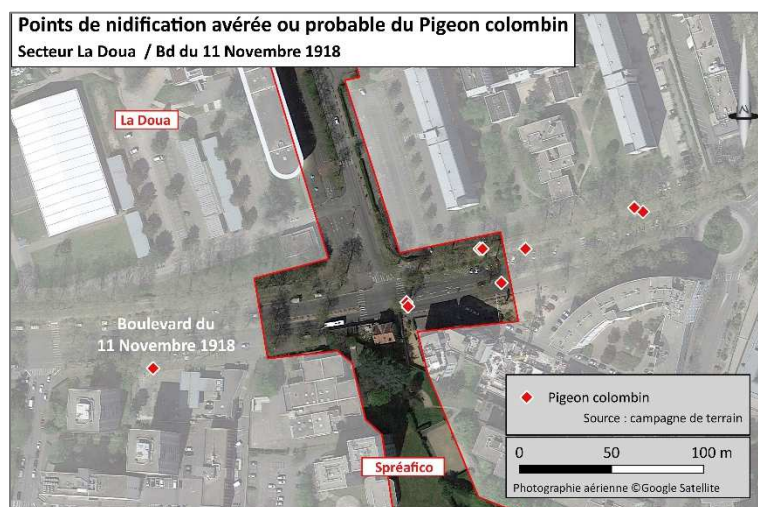 Points de nidification avérée ou probable du Pigeon colombin
Secteur La Doua / Bd du 11 Novembre 1918
La Doua
Boulevard du
11 Novembre 1918
Pigeon colombin
Source : campagne de terrain
0 50 100 m
Photographie aérienne ©Google Satellite
Spréafico